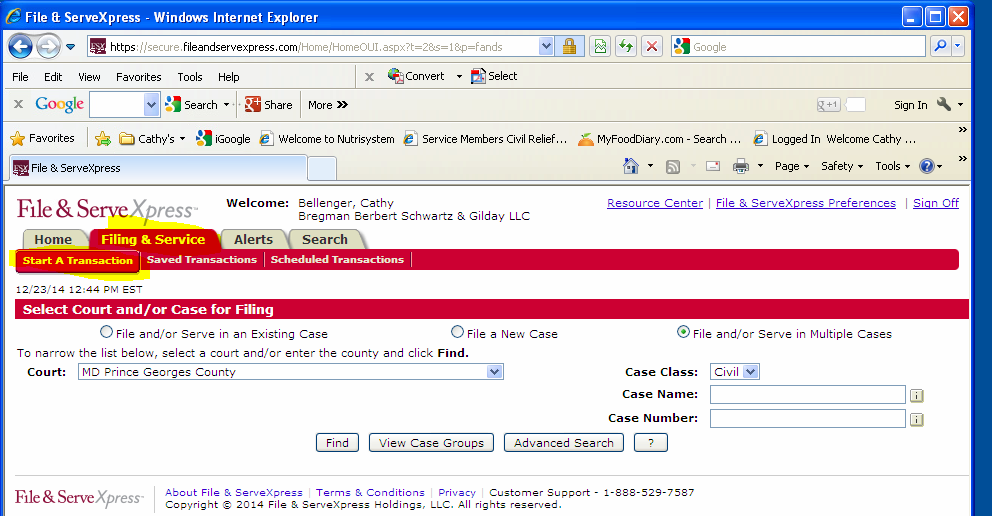 File & ServeXpress - Windows Internet Explorer
https://secure.fileandservexpress.com/Home/HomeOUI.aspx?t=2&s=1&p=fands
Google
File Edit View Favorites Tools Help
x Convert Select
x Google Search Share More »
g +1 Sign In
Favorites Cathy's iGoogle Welcome to Nutrisystem Service Members Civil Relief... MyFoodDiary.com - Search ... Logged In Welcome Cathy ... »
File & ServeXpress
Page Safety Tools »
File & ServeXpress
Welcome: Bellenger, Cathy
Bregman Berbert Schwartz & Gilday LLC
Resource Center | File & ServeXpress Preferences | Sign Off
Home Filing & Service Alerts Search
Start A Transaction Saved Transactions Scheduled Transactions
12/23/14 12:44 PM EST
Select Court and/or Case for Filing
File and/or Serve in an Existing Case File a New Case File and/or Serve in Multiple Cases
To narrow the list below, select a court and/or enter the county and click Find.
Court: MD Prince Georges County Case Class: Civil
Case Name: i
Case Number: i
Find View Case Groups Advanced Search ?
File & ServeXpress
About File & ServeXpress | Terms & Conditions | Privacy | Customer Support - 1-888-529-7587
Copyright © 2014 File & ServeXpress Holdings, LLC. All rights reserved.